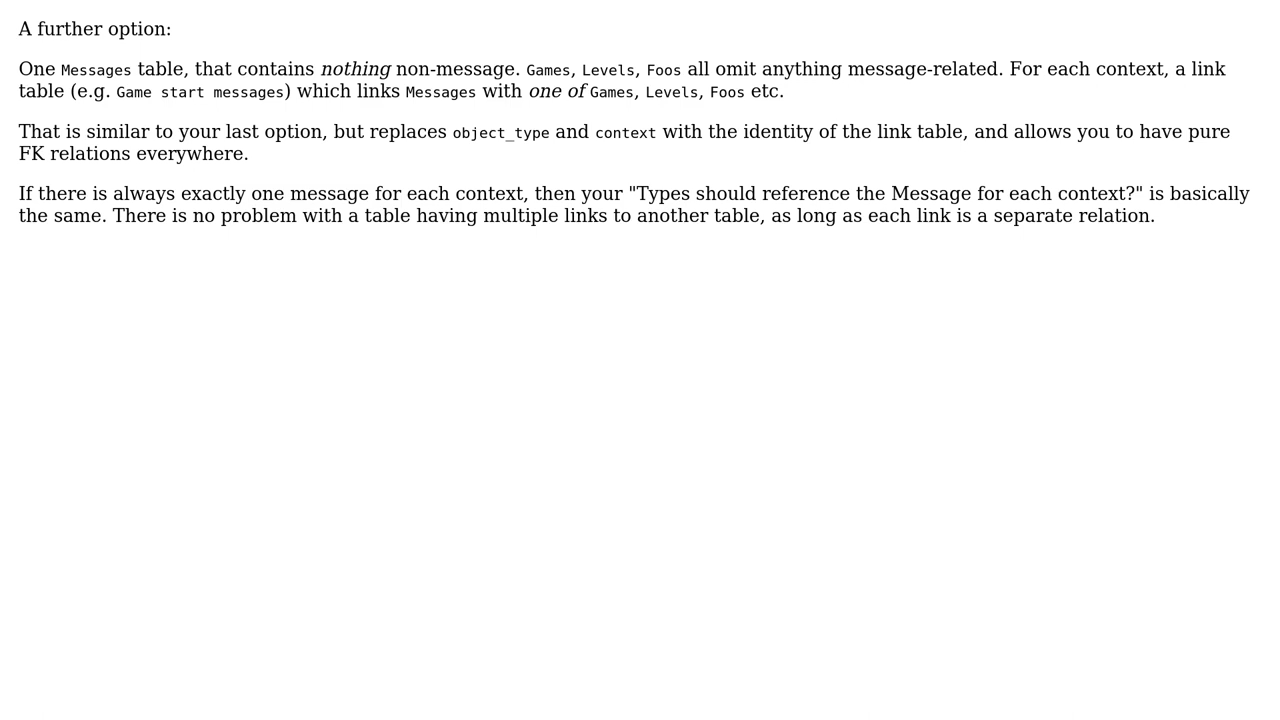 A further option:
One Messages table, that contains nothing non-message. Games, Levels, Foos all omit anything message-related. For each context, a link
table (e.g. Game start messages) which links Messages with one of Games, Levels, Foos etc.
That is similar to your last option, but replaces object_type and context with the identity of the link table, and allows you to have pure
FK relations everywhere.
If there is always exactly one message for each context, then your "Types should reference the Message for each context?" is basically
the same. There is no problem with a table having multiple links to another table, as long as each link is a separate relation.